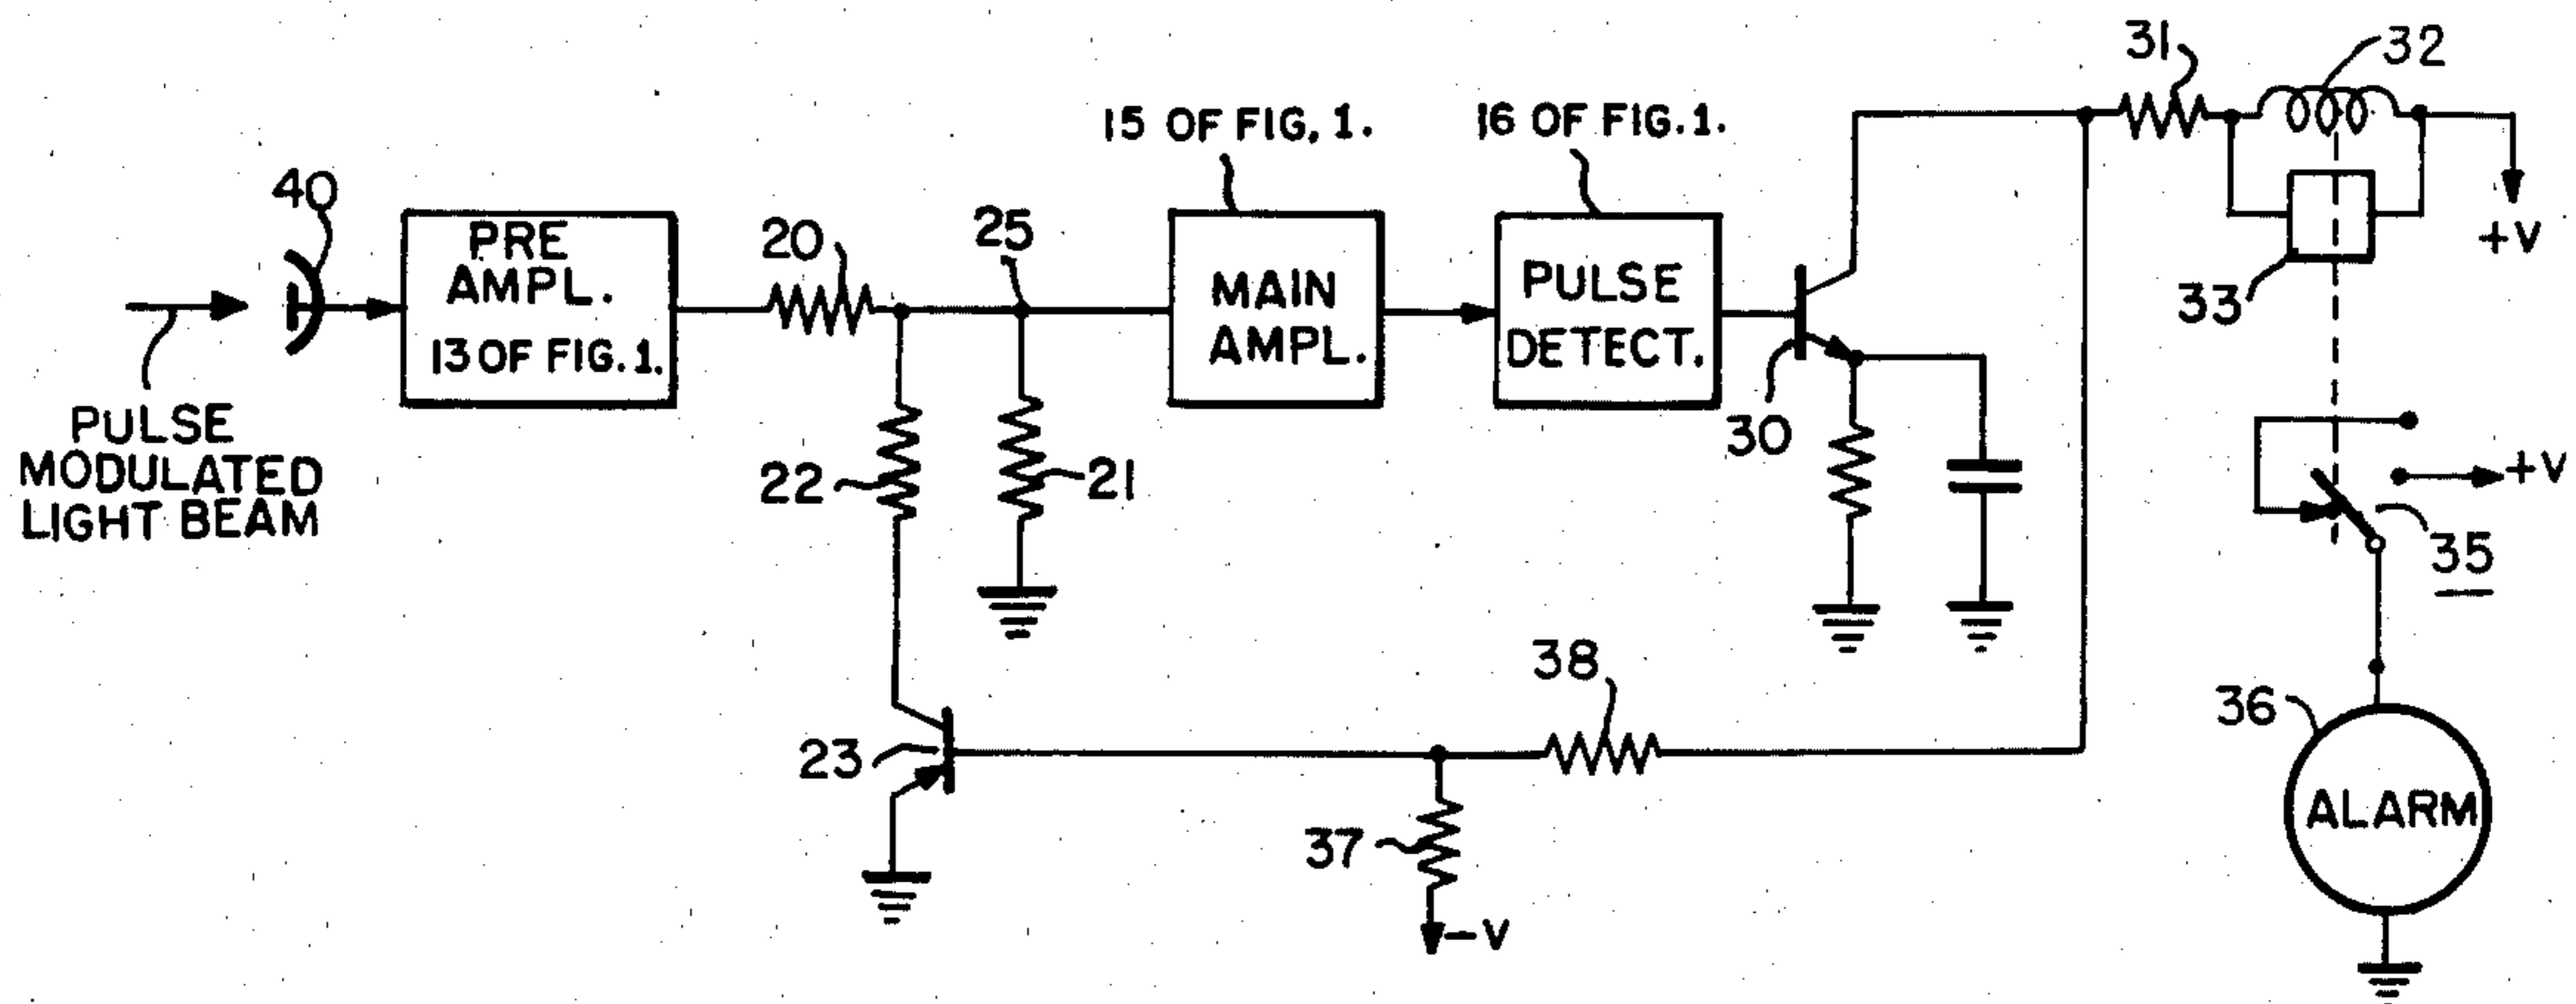 40
PRE
AMPL.
13 OF FIG. 1.
PULSE
MODULATED
LIGHT BEAM
20
25
22
21
23
15 OF FIG. 1.
MAIN
AMPL.
16 OF FIG. 1.
PULSE
DETECT.
30
31
32
+V
33
+V
35
38
37
-V
36
ALARM